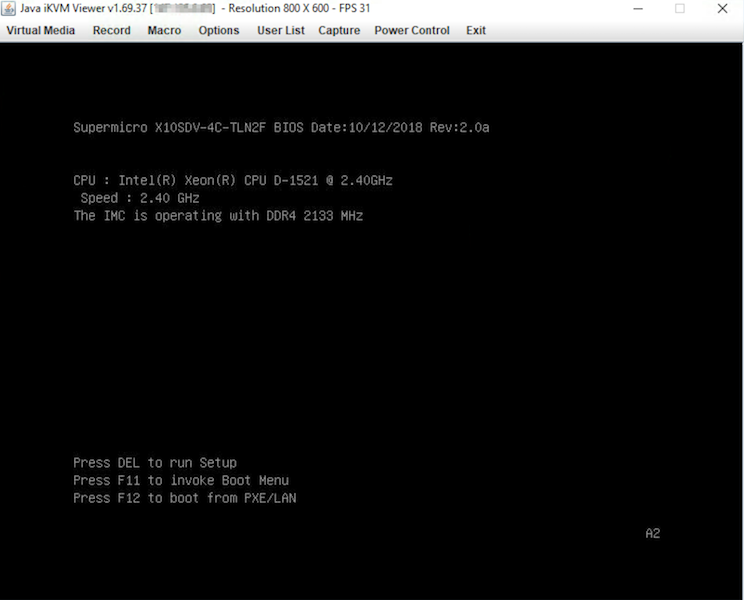 Java iKVM Viewer v1.69.37 [ ] - Resolution 800 X 600 - FPS 31
Virtual Media Record Macro Options User List Capture Power Control Exit
Supermicro X10SDV-4C-TLN2F BIOS Date:10/12/2018 Rev:2.0a
CPU : Intel(R) Xeon(R) CPU D-1521 @ 2.40GHz
Speed : 2.40 GHz
The IMC is operating with DDR4 2133 MHz
Press DEL to run Setup
Press F11 to invoke Boot Menu
Press F12 to boot from PXE/LAN
A2